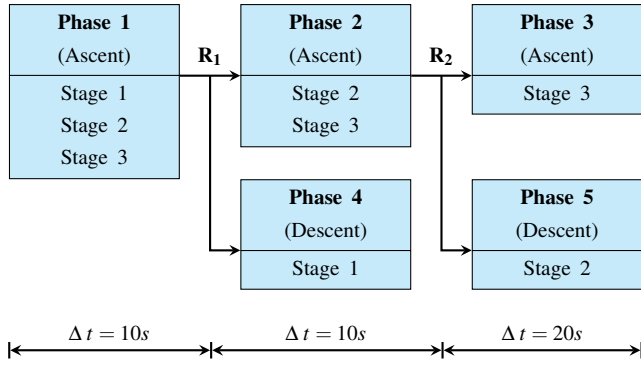 Phase 1
(Ascent)
Stage 1
Stage 2
Stage 3
R1
Phase 2
(Ascent)
Stage 2
Stage 3
R2
Phase 3
(Ascent)
Stage 3
Phase 4
(Descent)
Stage 1
Phase 5
(Descent)
Stage 2
Δ t = 10s
Δ t = 10s
Δ t = 20s